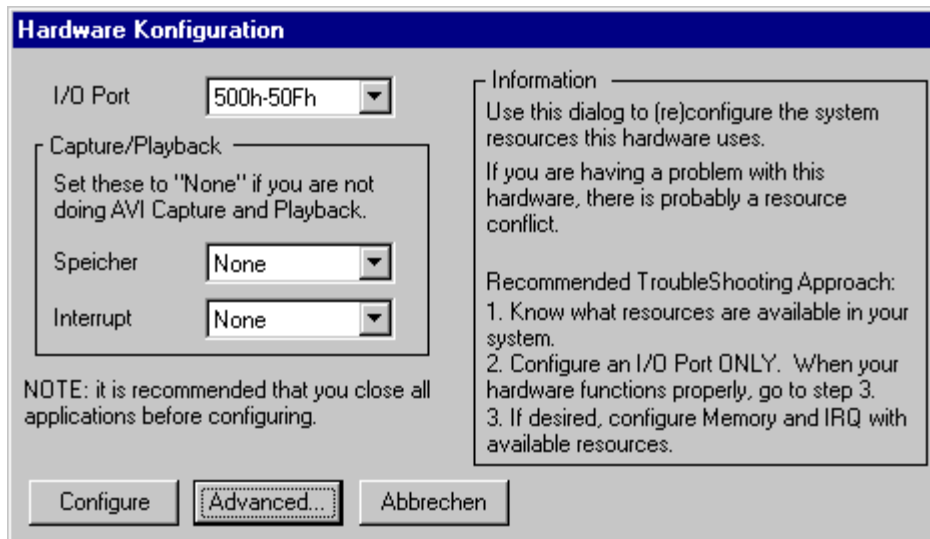 Hardware Konfiguration
I/O Port
500h-50Fh
Capture/Playback
Set these to "None" if you are not
doing AVI Capture and Playback.
Speicher
None
Interrupt
None
NOTE: it is recommended that you close all
applications before configuring.
Information
Use this dialog to (re)configure the system
resources this hardware uses.
If you are having a problem with this
hardware, there is probably a resource
conflict.
Recommended TroubleShooting Approach:
1. Know what resources are available in your
system.
2. Configure an I/O Port ONLY.  When your
hardware functions properly, go to step 3.
3. If desired, configure Memory and IRQ with
available resources.
Configure
Advanced...
Abbrechen